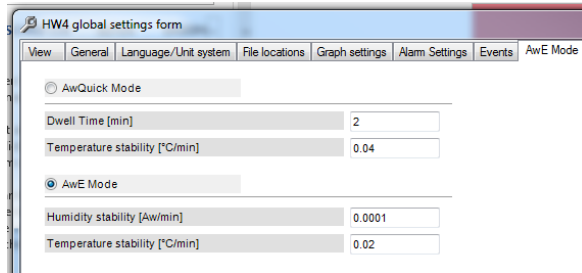 HW4 global settings form
View General Language/Unit system File locations Graph settings Alarm Settings Events AwE Mode
AwQuick Mode
Dwell Time [min] 2
Temperature stability [°C/min] 0.04
AwE Mode
Humidity stability [Aw/min] 0.0001
Temperature stability [°C/min] 0.02